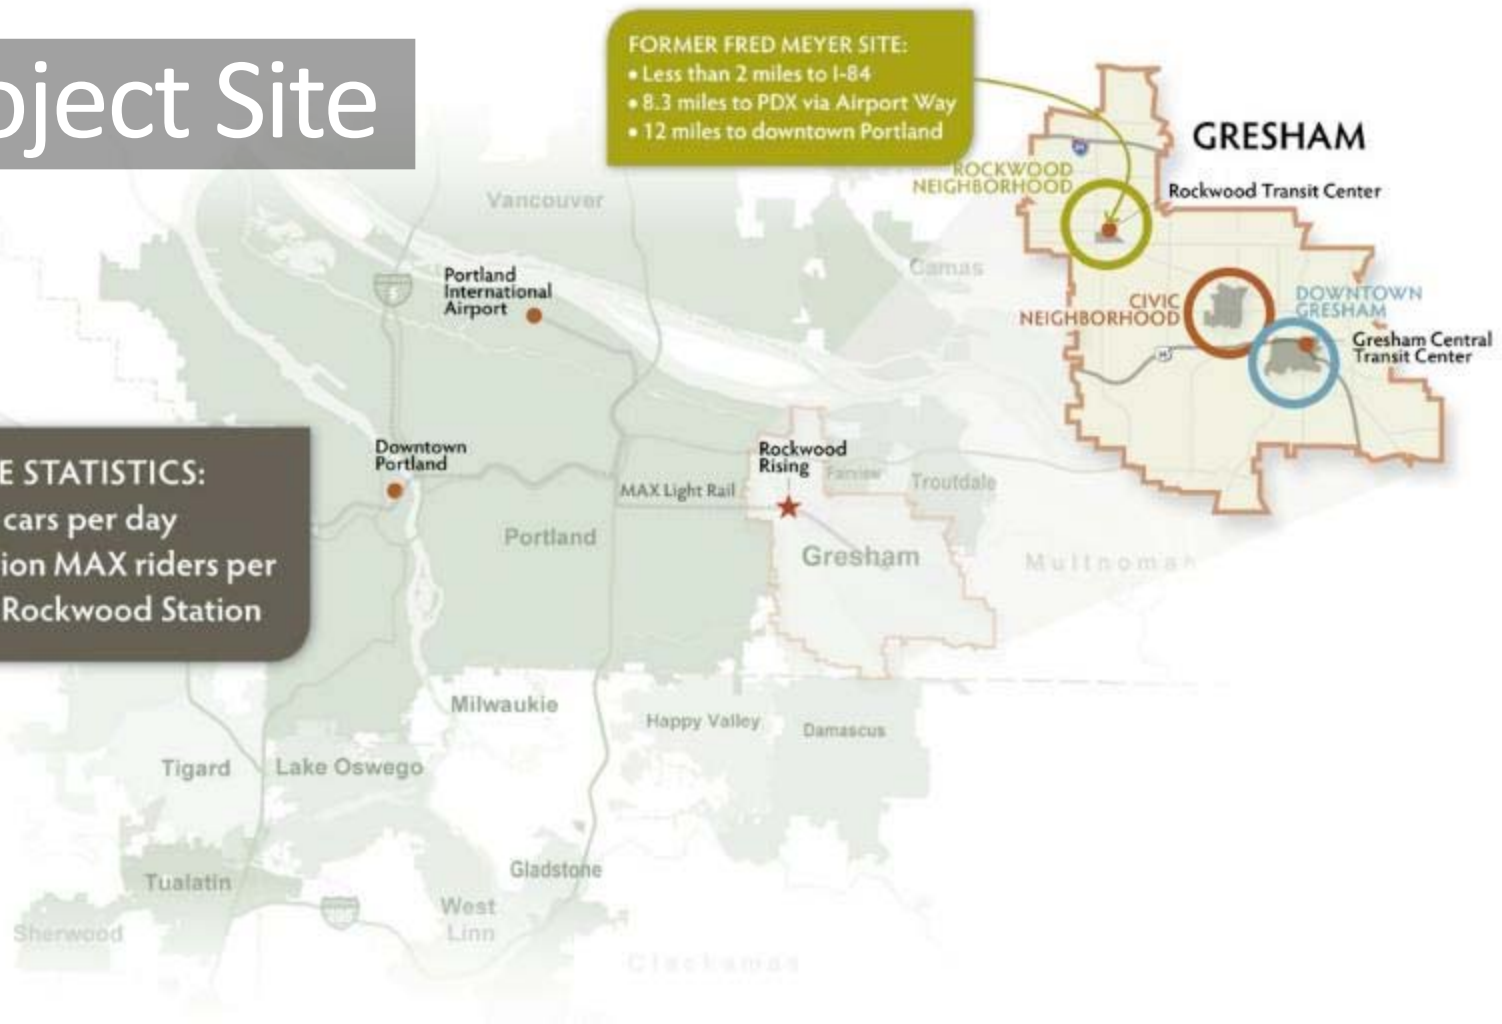 oject Site
FORMER FRED MEYER SITE:
• Less than 2 miles to I-84
• 8.3 miles to PDX via Airport Way
• 12 miles to downtown Portland
GRESHAM
ROCKWOOD
NEIGHBORHOOD
Rockwood Transit Center
CIVIC
NEIGHBORHOOD
DOWNTOWN
GRESHAM
Gresham Central
Transit Center
Vancouver
Camas
Portland
International
Airport
5
Downtown
Portland
Rockwood
Rising
Fairview
Troutdale
MAX Light Rail
Portland
Gresham
Multnomah
E STATISTICS:
cars per day
ion MAX riders per
Rockwood Station
Milwaukie
Happy Valley
Damascus
Tigard
Lake Oswego
Gladstone
Tualatin
West
Linn
Sherwood
Clackamas